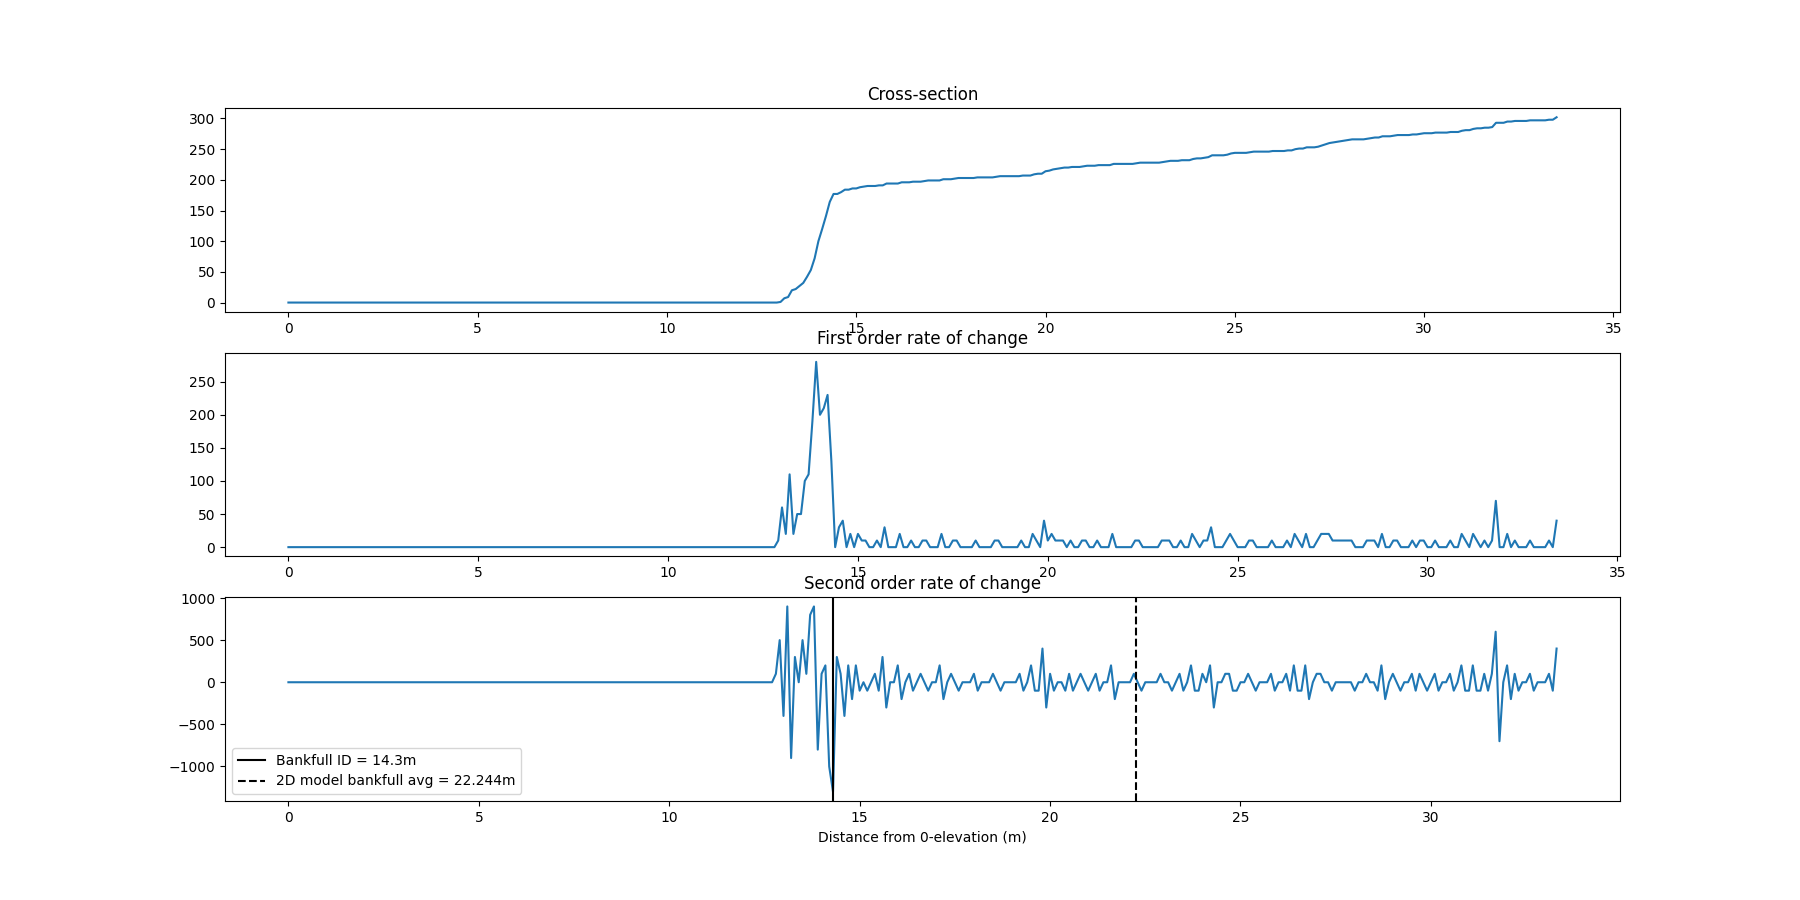 Cross-section
300
250
200
150
100
50
0
0 5 10 15 20 25 30 35
First order rate of change
250
200
150
100
50
0
0 5 10 15 20 25 30 35
Second order rate of change
1000
500
0
−500
−1000
Bankfull ID = 14.3m
2D model bankfull avg = 22.244m
0 5 10 15 20 25 30
Distance from 0-elevation (m)